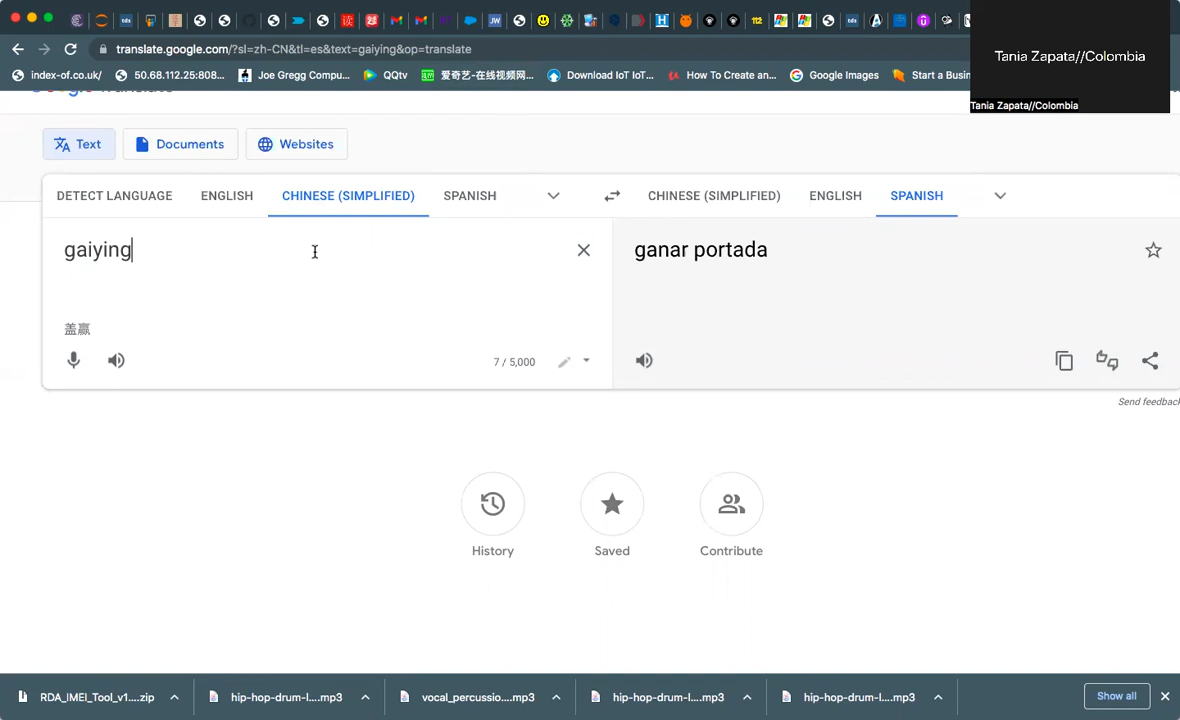 translate.google.com/?sl=zh-CN&tl=es&text=gaiying&op=translate
index-of.co.uk/ 50.68.112.25:808... Joe Gregg Compu... QQtv 爱奇艺-在线视频网... Download IoT IoT... How To Create an... Google Images Start a Busin
Tania Zapata//Colombia
Tania Zapata//Colombia
Text Documents Websites
DETECT LANGUAGE ENGLISH CHINESE (SIMPLIFIED) SPANISH CHINESE (SIMPLIFIED) ENGLISH SPANISH
gaiying ganar portada
盖赢
7 / 5,000
Send feedback
History Saved Contribute
RDA_IMEI_Tool_v1....zip hip-hop-drum-l....mp3 vocal_percussio....mp3 hip-hop-drum-l....mp3 hip-hop-drum-l....mp3 Show all